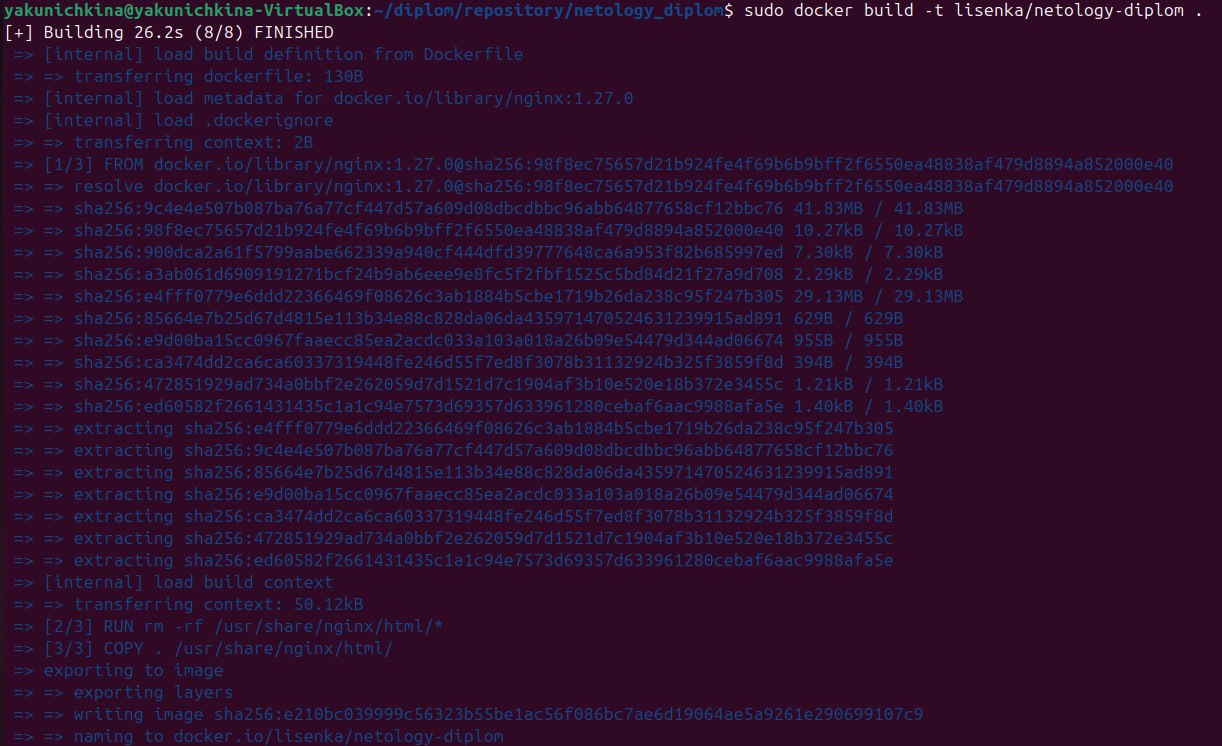 yakunichkina@yakunichkina-VirtualBox:~/diplom/repository/netology_diplom$ sudo docker build -t lisenka/netology-diplom .
[+] Building 26.2s (8/8) FINISHED
=> [internal] load build definition from Dockerfile
=> => transferring dockerfile: 130B
=> [internal] load metadata for docker.io/library/nginx:1.27.0
=> [internal] load .dockerignore
=> => transferring context: 2B
=> [1/3] FROM docker.io/library/nginx:1.27.0@sha256:98f8ec75657d21b924fe4f69b6b9bff2f6550ea48838af479d8894a852000e40
=> => resolve docker.io/library/nginx:1.27.0@sha256:98f8ec75657d21b924fe4f69b6b9bff2f6550ea48838af479d8894a852000e40
=> => sha256:9c4e4e507b087ba76a77cf447d57a609d08dbcdbbc96abb64877658cf12bbc76 41.83MB / 41.83MB
=> => sha256:98f8ec75657d21b924fe4f69b6b9bff2f6550ea48838af479d8894a852000e40 10.27kB / 10.27kB
=> => sha256:900dca2a61f5799aabe662339a940cf444dfd39777648ca6a953f82b685997ed 7.30kB / 7.30kB
=> => sha256:a3ab061d6909191271bcf24b9ab6eee9e8fc5f2fbf1525c5bd84d21f27a9d708 2.29kB / 2.29kB
=> => sha256:e4fff0779e6ddd22366469f08626c3ab1884b5cbe1719b26da238c95f247b305 29.13MB / 29.13MB
=> => sha256:85664e7b25d67d4815e113b34e88c828da06da435971470524631239915ad891 629B / 629B
=> => sha256:e9d00ba15cc0967faaecc85ea2acdc033a103a018a26b09e54479d344ad06674 955B / 955B
=> => sha256:ca3474dd2ca6ca60337319448fe246d55f7ed8f3078b31132924b325f3859f8d 394B / 394B
=> => sha256:472851929ad734a0bbf2e262059d7d1521d7c1904af3b10e520e18b372e3455c 1.21kB / 1.21kB
=> => sha256:ed60582f2661431435c1a1c94e7573d69357d633961280cebaf6aac9988afa5e 1.40kB / 1.40kB
=> => extracting sha256:e4fff0779e6ddd22366469f08626c3ab1884b5cbe1719b26da238c95f247b305
=> => extracting sha256:9c4e4e507b087ba76a77cf447d57a609d08dbcdbbc96abb64877658cf12bbc76
=> => extracting sha256:85664e7b25d67d4815e113b34e88c828da06da435971470524631239915ad891
=> => extracting sha256:e9d00ba15cc0967faaecc85ea2acdc033a103a018a26b09e54479d344ad06674
=> => extracting sha256:ca3474dd2ca6ca60337319448fe246d55f7ed8f3078b31132924b325f3859f8d
=> => extracting sha256:472851929ad734a0bbf2e262059d7d1521d7c1904af3b10e520e18b372e3455c
=> => extracting sha256:ed60582f2661431435c1a1c94e7573d69357d633961280cebaf6aac9988afa5e
=> [internal] load build context
=> => transferring context: 50.12kB
=> [2/3] RUN rm -rf /usr/share/nginx/html/*
=> [3/3] COPY . /usr/share/nginx/html/
=> exporting to image
=> => exporting layers
=> => writing image sha256:e210bc039999c56323b55be1ac56f086bc7ae6d19064ae5a9261e290699107c9
=> => naming to docker.io/lisenka/netology-diplom